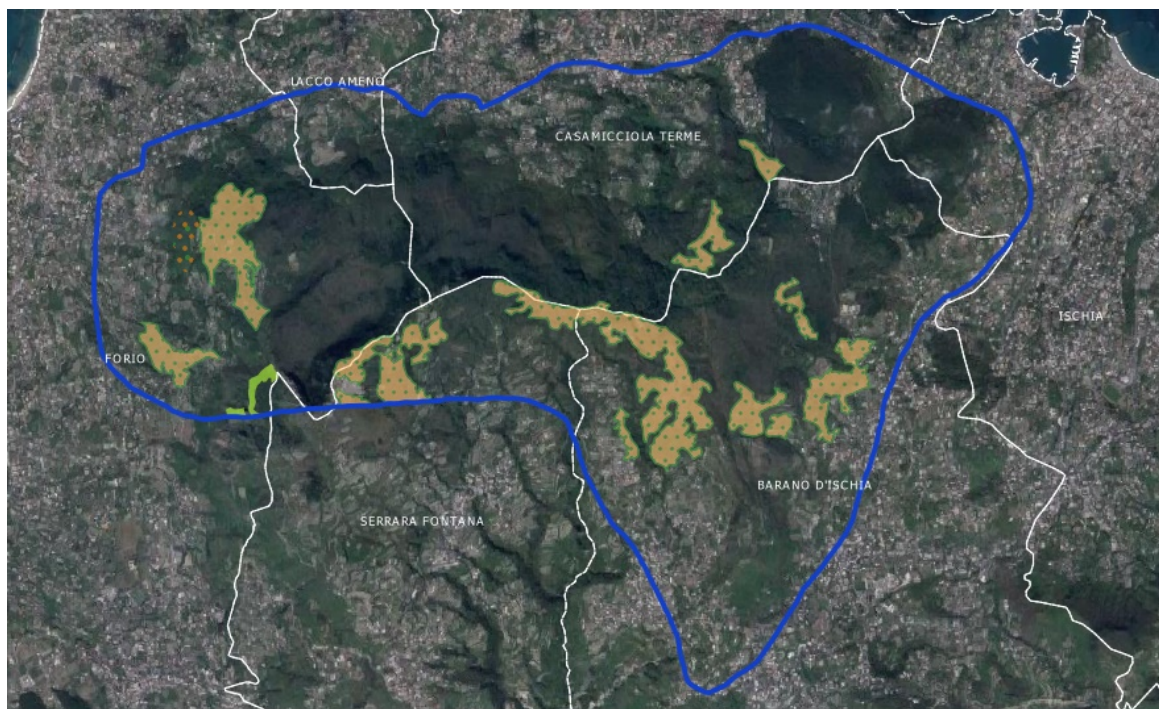 LACCO AMENO
CASAMICCIOLA TERME
ISCHIA
FORIO
BARANO D'ISCHIA
SERRARA FONTANA